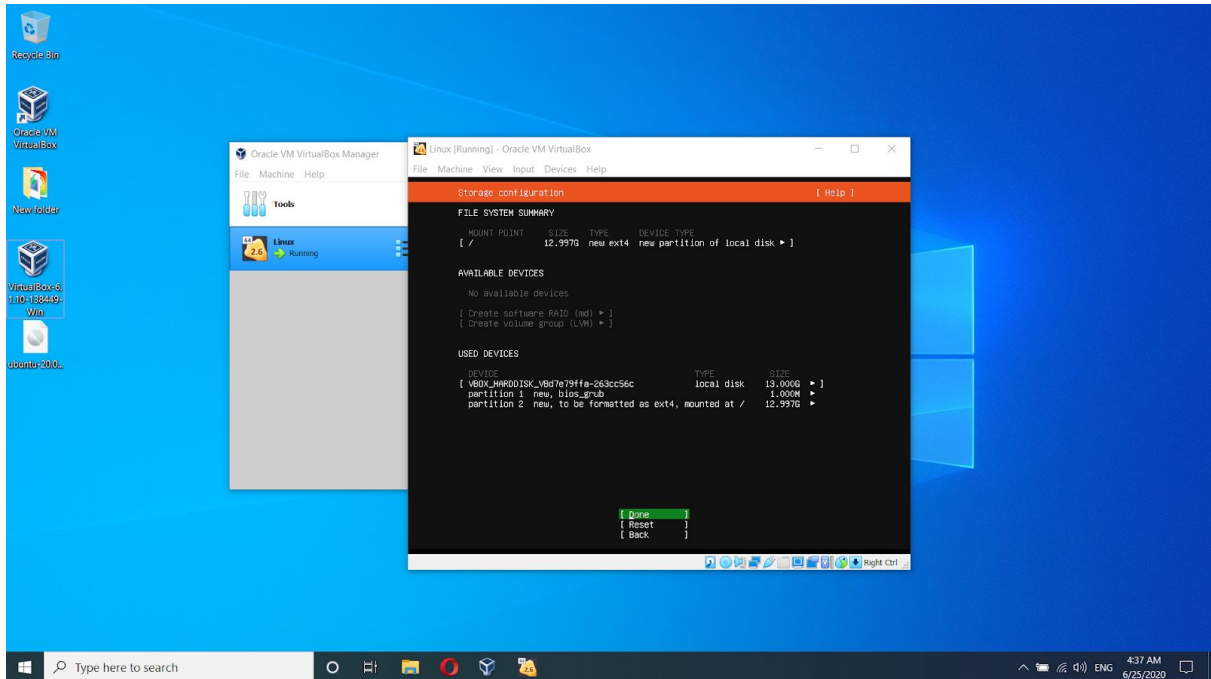 Recycle Bin
Oracle VM
VirtualBox
New folder
VirtualBox-6.
1.10-138449-
Win
ubuntu-20.0...
Oracle VM VirtualBox Manager
File Machine Help
Tools
64
2.6
Linux
Running
Linux [Running] - Oracle VM VirtualBox
File Machine View Input Devices Help
Storage configuration [ Help ]
FILE SYSTEM SUMMARY
MOUNT POINT SIZE TYPE DEVICE TYPE
[ / 12.997G new ext4 new partition of local disk ▸ ]
AVAILABLE DEVICES
No available devices
[ Create software RAID (md) ▸ ]
[ Create volume group (LVM) ▸ ]
USED DEVICES
DEVICE TYPE SIZE
[ VBOX_HARDDISK_VBd7e79ffa-263cc56c local disk 13.000G ▸ ]
partition 1 new, bios_grub 1.000M ▸
partition 2 new, to be formatted as ext4, mounted at / 12.997G ▸
[ Done ]
[ Reset ]
[ Back ]
Right Ctrl
Type here to search
2.6
ENG
4:37 AM
6/25/2020